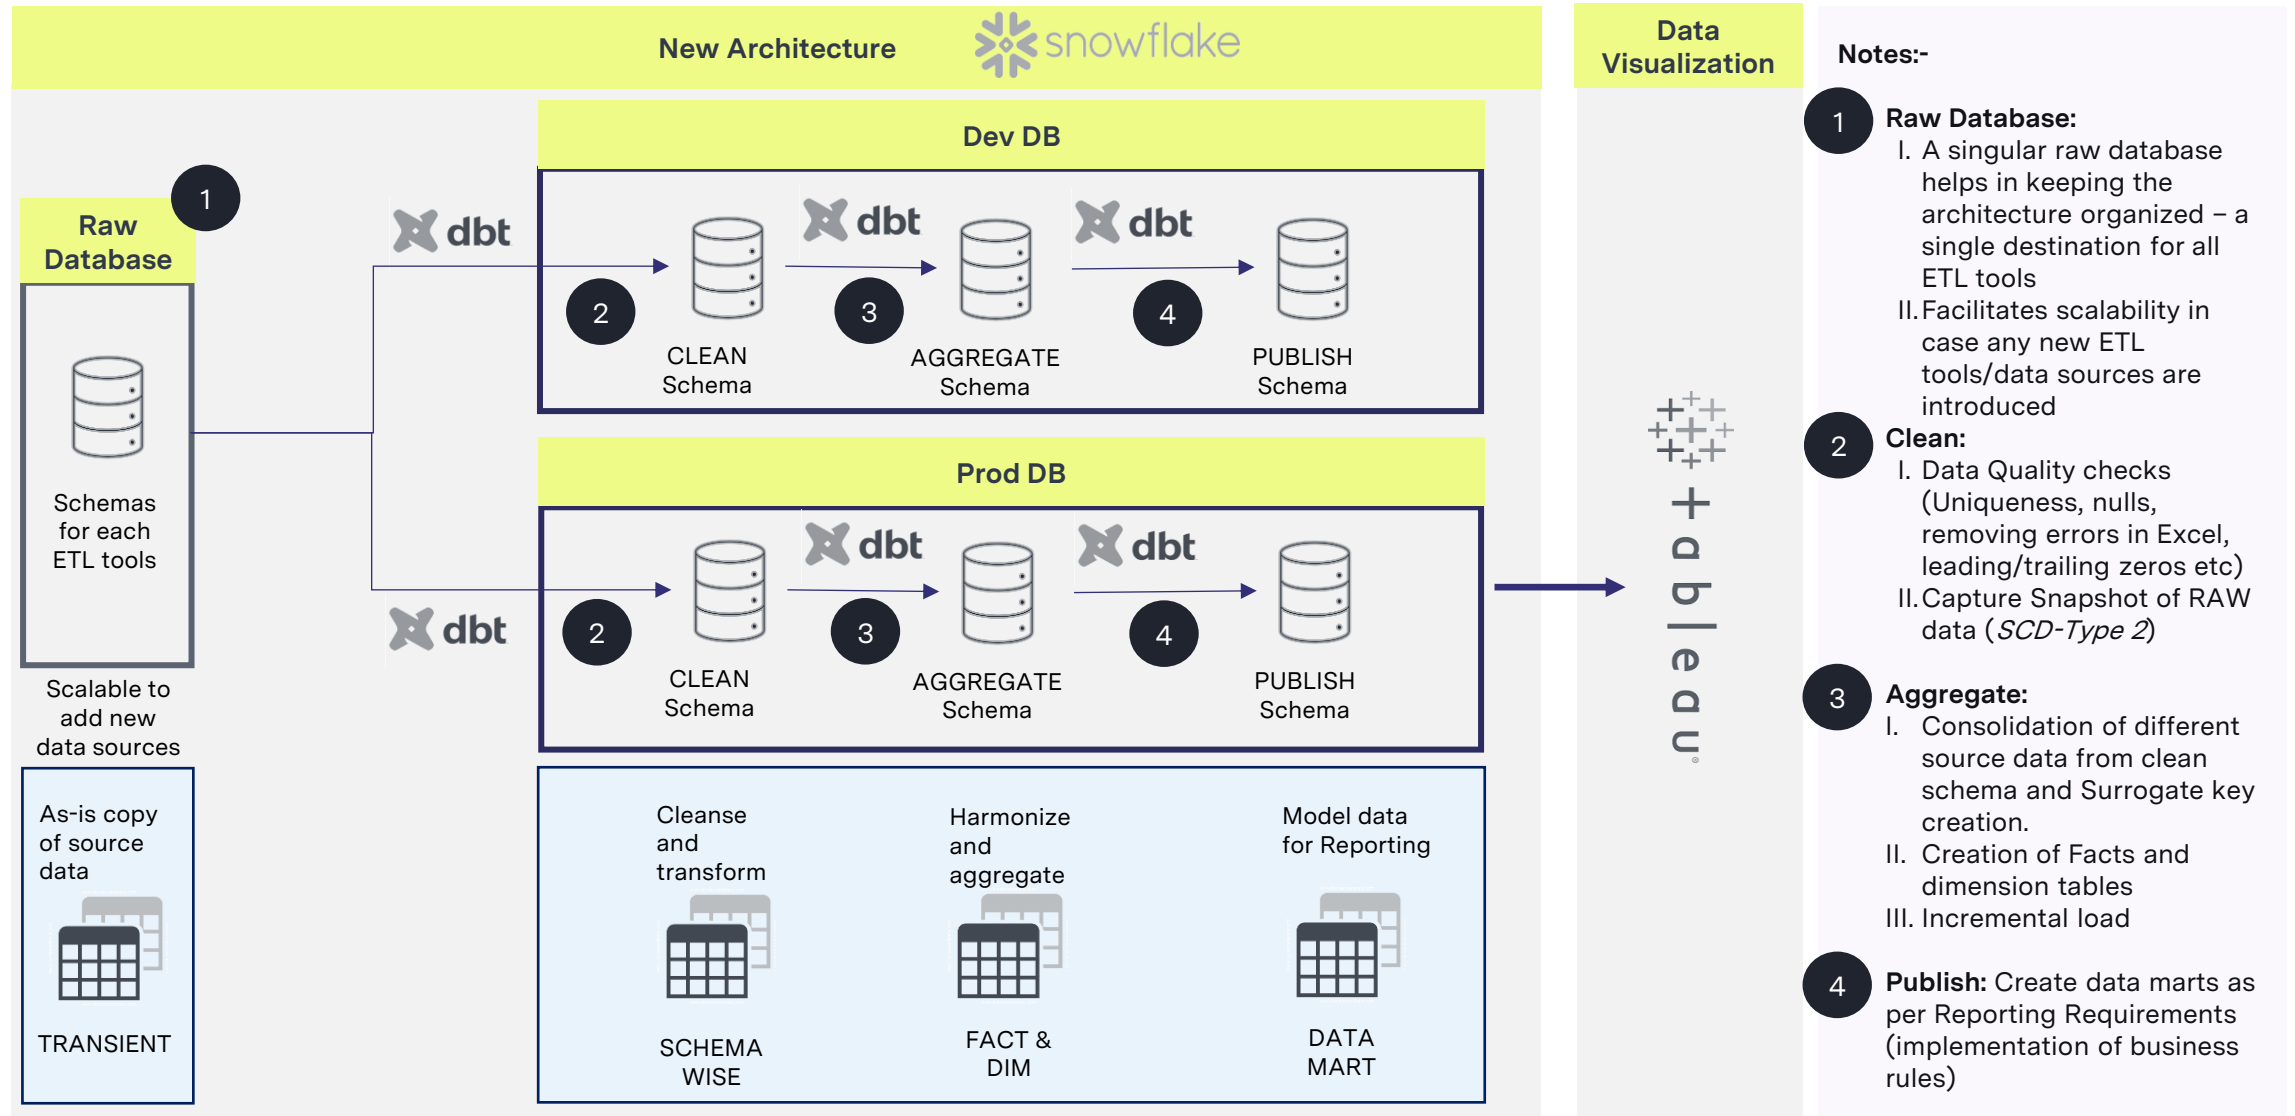 New Architecture
snowflake
Data
Visualization
Notes:-
Dev DB
1
Raw
Database
dbt
dbt
dbt
2
3
4
CLEAN
Schema
AGGREGATE
Schema
PUBLISH
Schema
Schemas
for each
ETL tools
Scalable to
add new
data sources
Prod DB
dbt
dbt
dbt
2
3
4
CLEAN
Schema
AGGREGATE
Schema
PUBLISH
Schema
+ableau
As-is copy
of source
data
TRANSIENT
Cleanse
and
transform
SCHEMA
WISE
Harmonize
and
aggregate
FACT &
DIM
Model data
for Reporting
DATA
MART
1
Raw Database:
I. A singular raw database
helps in keeping the
architecture organized – a
single destination for all
ETL tools
II. Facilitates scalability in
case any new ETL
tools/data sources are
introduced
2
Clean:
I. Data Quality checks
(Uniqueness, nulls,
removing errors in Excel,
leading/trailing zeros etc)
II. Capture Snapshot of RAW
data (SCD-Type 2)
3
Aggregate:
I. Consolidation of different
source data from clean
schema and Surrogate key
creation.
II. Creation of Facts and
dimension tables
III. Incremental load
4
Publish: Create data marts as
per Reporting Requirements
(implementation of business
rules)